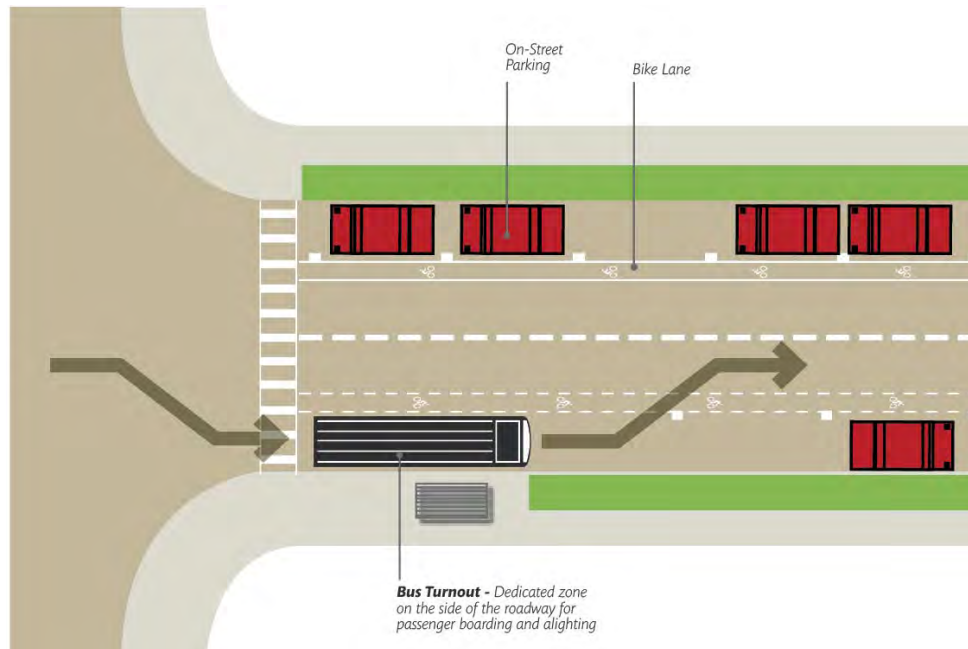 On-Street
Parking
Bike Lane
Bus Turnout - Dedicated zone
on the side of the roadway for
passenger boarding and alighting